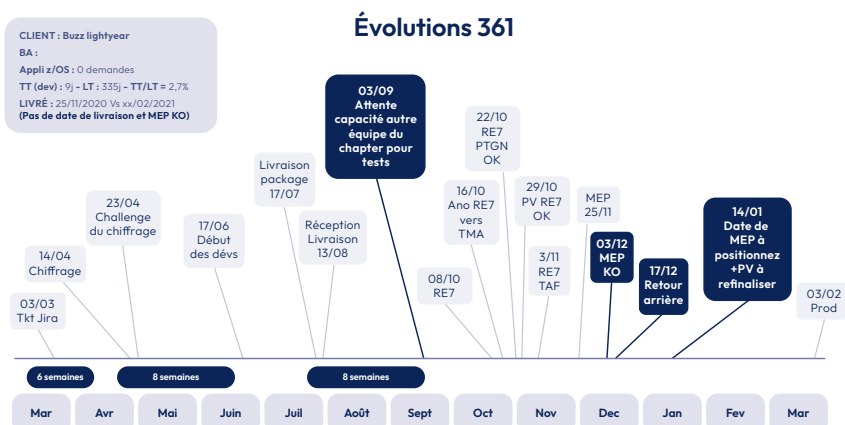 Évolutions 361
CLIENT : Buzz lightyear
BA :
Appli z/OS : 0 demandes
TT (dev) : 9j - LT : 335j - TT/LT = 2,7%
LIVRÉ : 25/11/2020 Vs xx/02/2021
(Pas de date de livraison et MEP KO)
03/03
Tkt Jira
14/04
Chiffrage
23/04
Challenge
du chiffrage
17/06
Début
des dévs
Livraison
package
17/07
Réception
Livraison
13/08
03/09
Attente
capacité autre
équipe du
chapter pour
tests
08/10
RE7
16/10
Ano RE7
vers
TMA
22/10
RE7
PTGN
OK
29/10
PV RE7
OK
3/11
RE7
TAF
MEP
25/11
03/12
MEP
KO
17/12
Retour
arrière
14/01
Date de
MEP à
positionnez
+PV à
refinaliser
03/02
Prod
6 semaines
8 semaines
8 semaines
Mar
Avr
Mai
Juin
Juil
Août
Sept
Oct
Nov
Dec
Jan
Fev
Mar